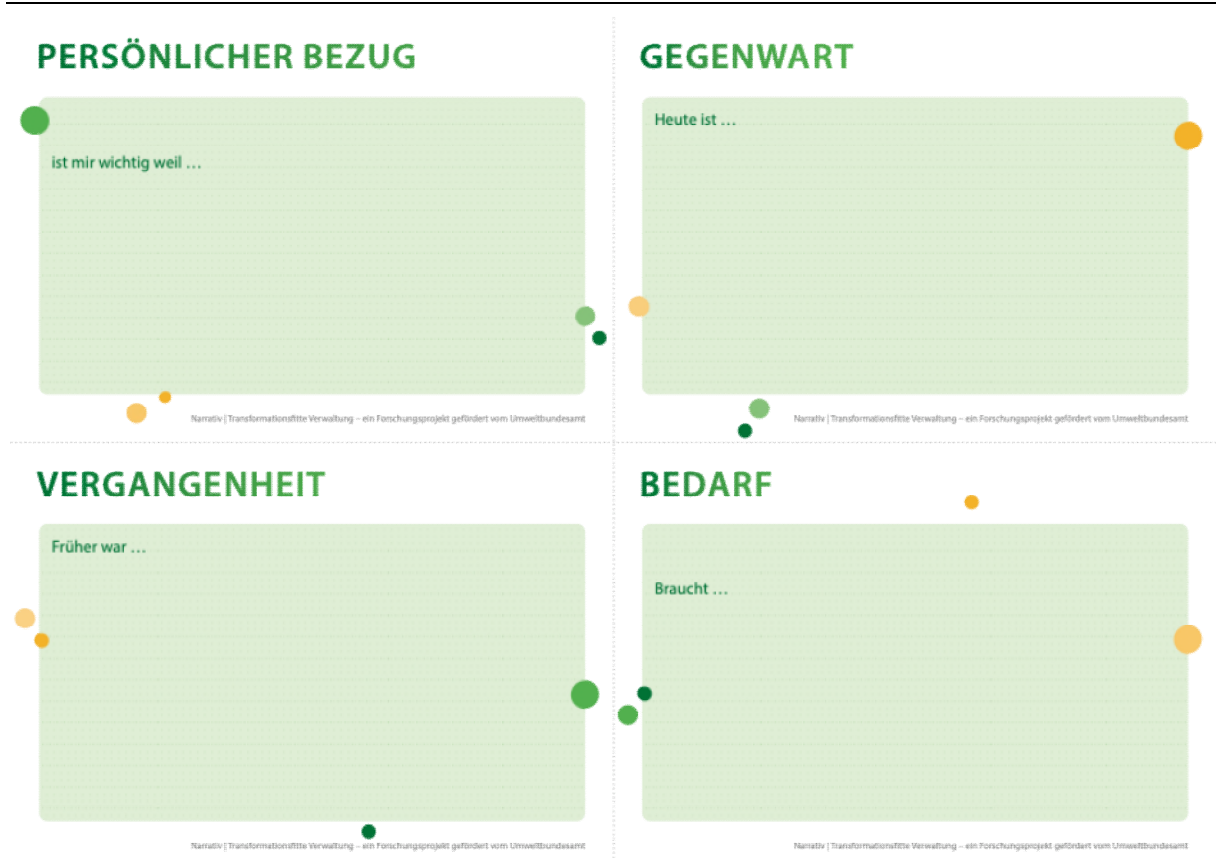 PERSÖNLICHER BEZUG
ist mir wichtig weil …
Narrativ | Transformationsfitte Verwaltung – ein Forschungsprojekt gefördert vom Umweltbundesamt
GEGENWART
Heute ist …
Narrativ | Transformationsfitte Verwaltung – ein Forschungsprojekt gefördert vom Umweltbundesamt
VERGANGENHEIT
Früher war …
Narrativ | Transformationsfitte Verwaltung – ein Forschungsprojekt gefördert vom Umweltbundesamt
BEDARF
Braucht …
Narrativ | Transformationsfitte Verwaltung – ein Forschungsprojekt gefördert vom Umweltbundesamt